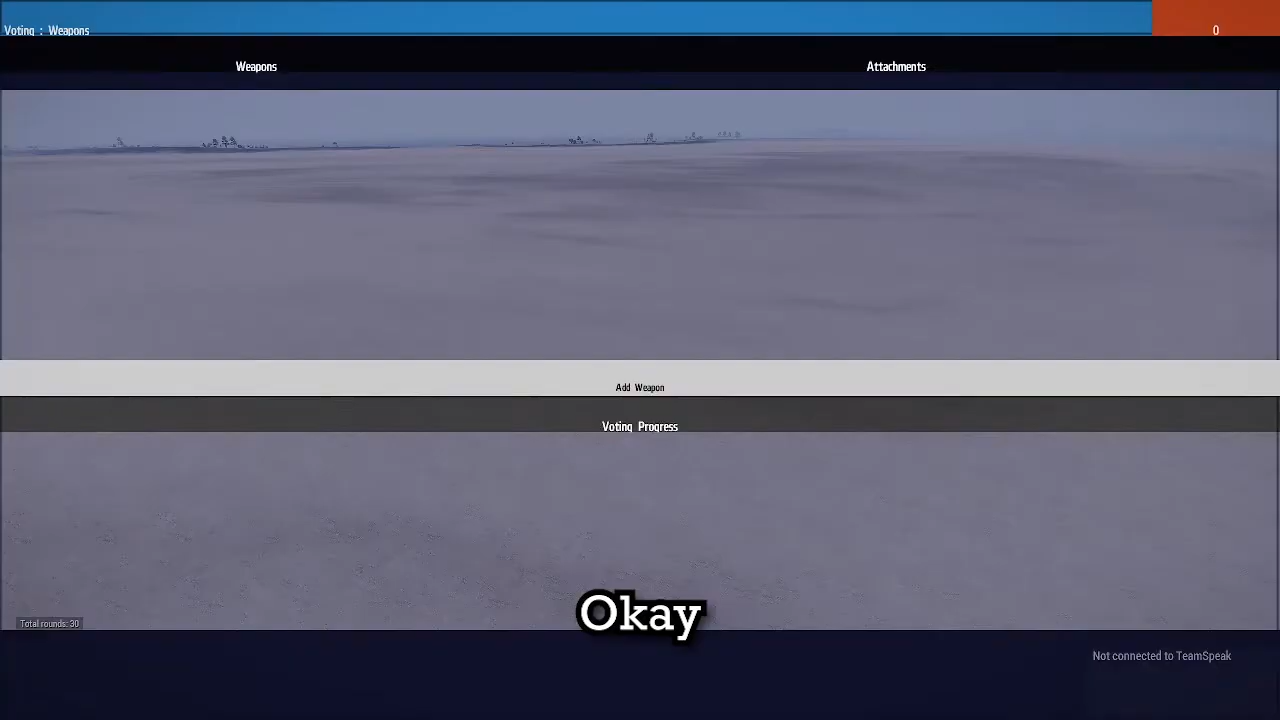 Voting : Weapons
0
Weapons
Attachments
Add Weapon
Voting Progress
Okay
Total rounds: 30
Not connected to TeamSpeak